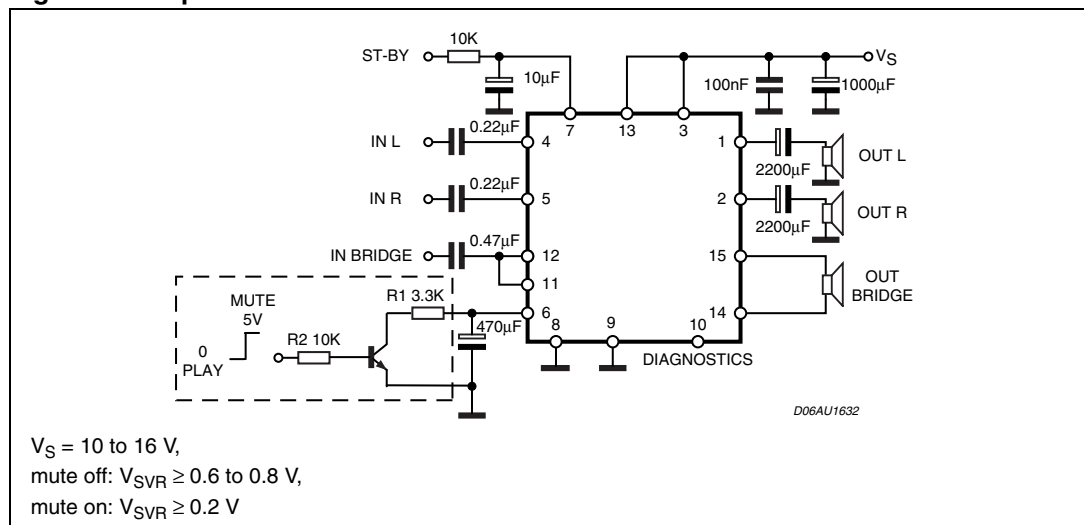 10K
ST-BY
10µF
100nF
V_S
1000µF
7
13
3
IN L
0.22µF
4
1
2200µF
OUT L
IN R
0.22µF
5
2
2200µF
OUT R
IN BRIDGE
0.47µF
12
11
15
OUT
BRIDGE
14
MUTE
5V
0
PLAY
R2 10K
R1 3.3K
6
470µF
8
9
10
DIAGNOSTICS
D06AU1632
V_S = 10 to 16 V,
mute off: V_SVR ≥ 0.6 to 0.8 V,
mute on: V_SVR ≥ 0.2 V